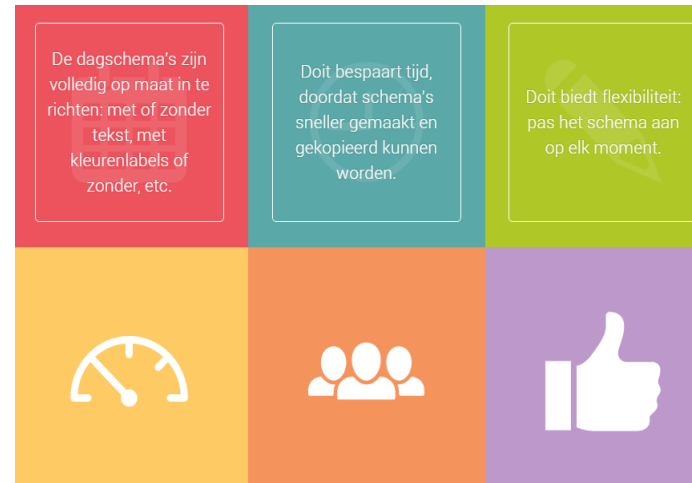 De dagschema's zijn
volledig op maat in te
richten: met of zonder
tekst, met
kleurenlabels of
zonder, etc.
Doit bespaart tijd,
doordat schema's
sneller gemaakt en
gekopieerd kunnen
worden.
Doit biedt flexibiliteit:
pas het schema aan
op elk moment.